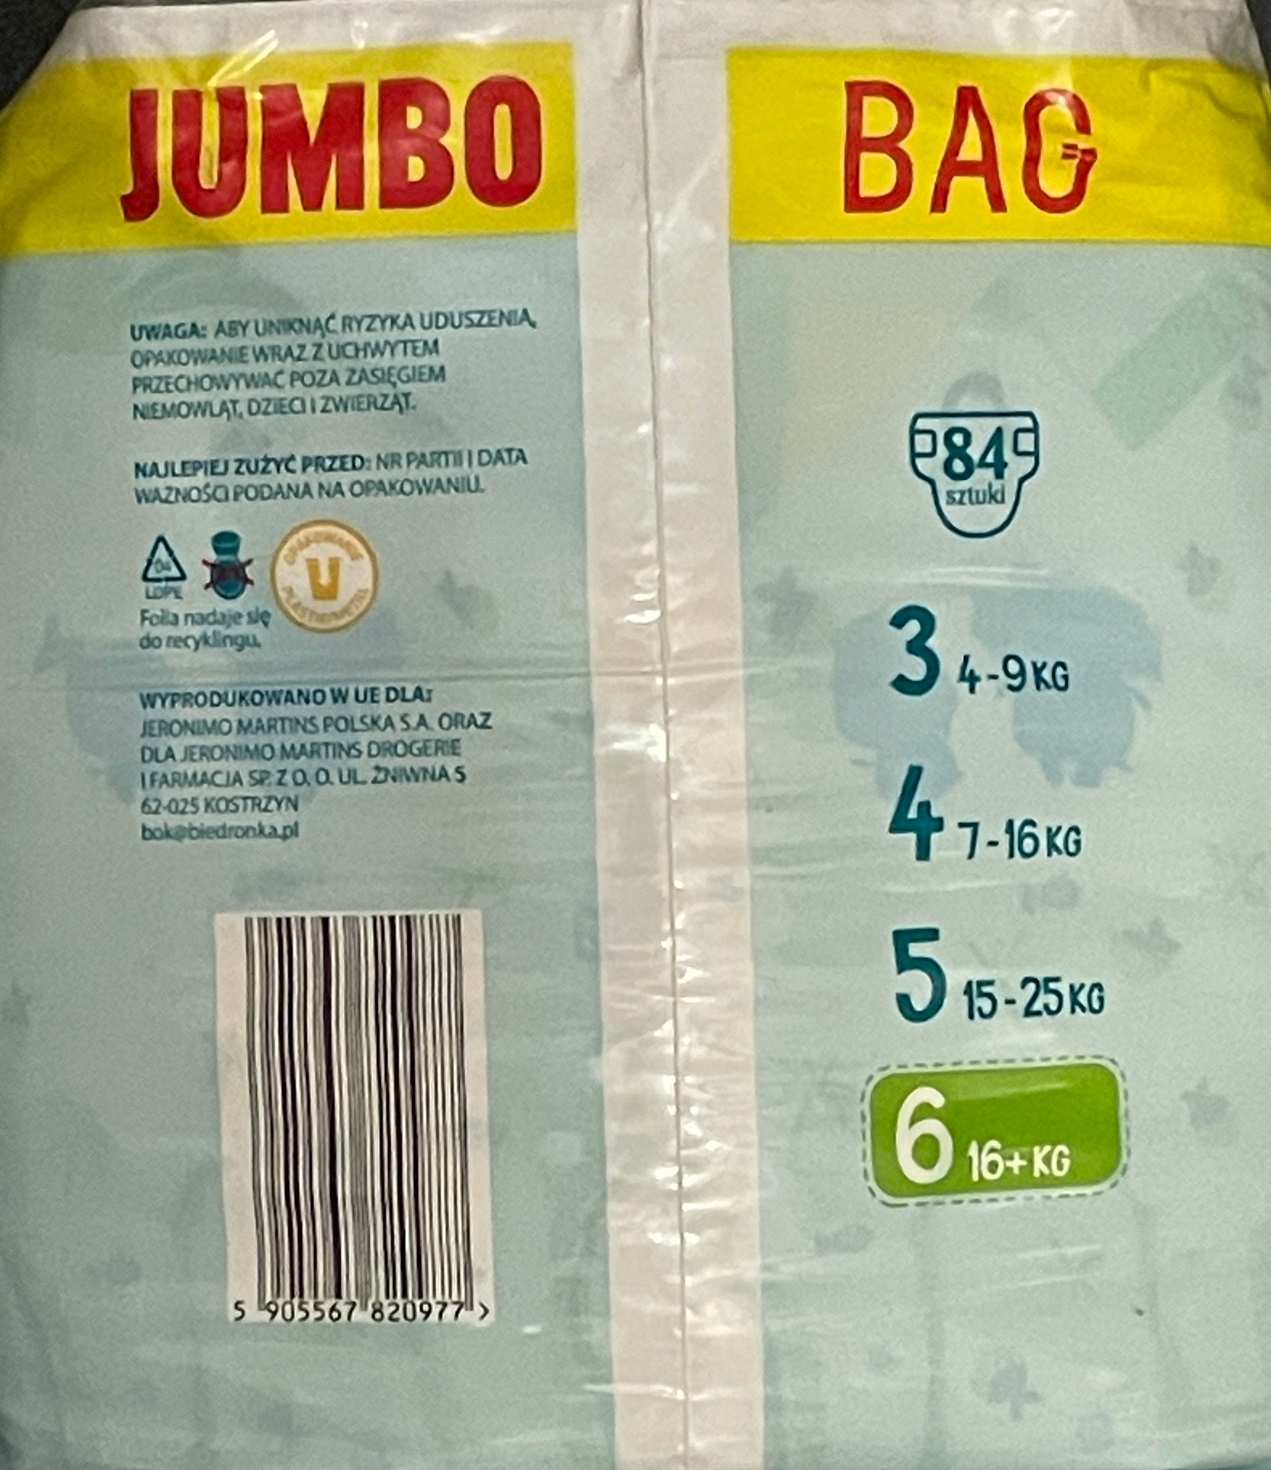 JUMBO
UWAGA: ABY UNIKNĄĆ RYZYKA UDUSZENIA,
OPAKOWANIE WRAZ Z UCHWYTEM
PRZECHOWYWAĆ POZA ZASIĘGIEM
NIEMOWLĄT, DZIECI I ZWIERZĄT.
NAJLEPIEJ ZUŻYĆ PRZED: NR PARTII I DATA
WAŻNOŚCI PODANA NA OPAKOWANIU.
04
LDPE
OPAKOWANIE
U
Folia nadaje się
do recyklingu.
WYPRODUKOWANO W UE DLA:
JERONIMO MARTINS POLSKA S.A. ORAZ
DLA JERONIMO MARTINS DROGERIE
I FARMACJA SP. Z O. O. UL. ŻNIWNA 5
62-025 KOSTRZYN
bok@biedronka.pl
5 905567 820977 >
BAG
84
sztuki
3 4-9 KG
4 7-16 KG
5 15-25 KG
6 16+ KG